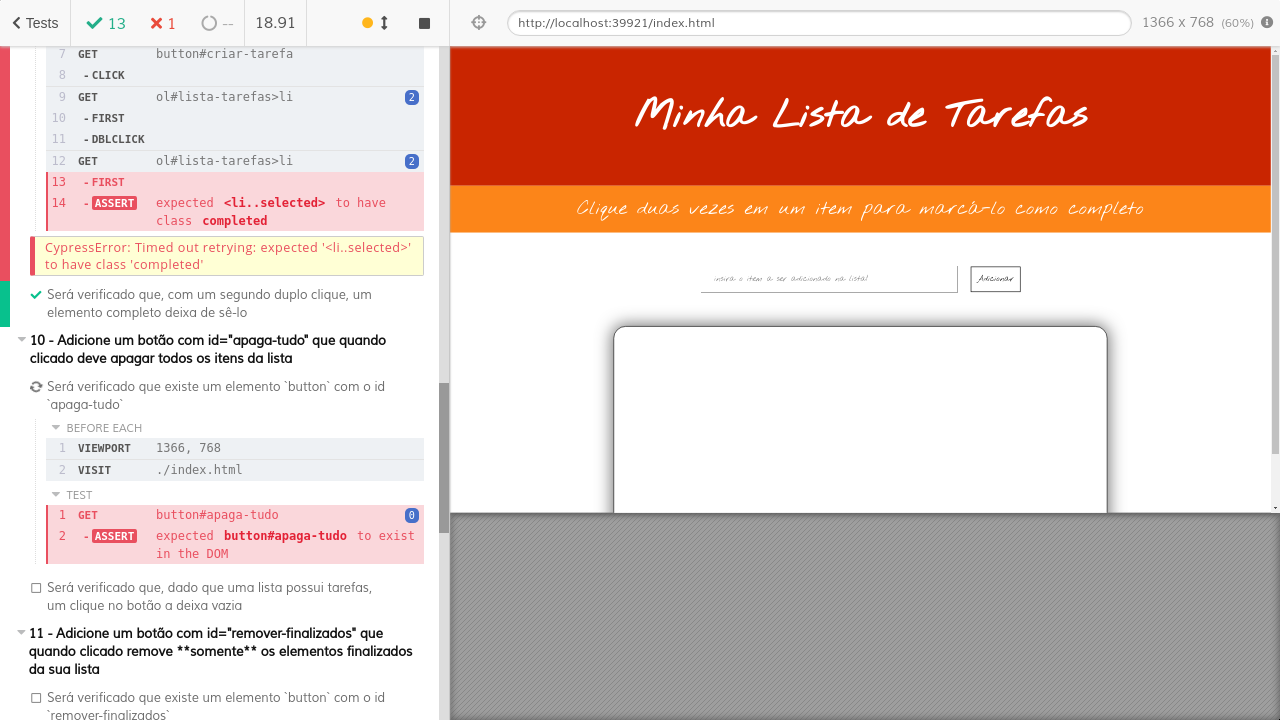 Tests 13 1 -- 18.91 http://localhost:39921/index.html 1366 x 768 (60%)
7 GET button#criar-tarefa
8 -CLICK
9 GET ol#lista-tarefas>li 2
10 -FIRST
11 -DBLCLICK
12 GET ol#lista-tarefas>li 2
13 -FIRST
14 -ASSERT expected <li..selected> to have
class completed
CypressError: Timed out retrying: expected '<li..selected>'
to have class 'completed'
Será verificado que, com um segundo duplo clique, um
elemento completo deixa de sê-lo
10 - Adicione um botão com id="apaga-tudo" que quando
clicado deve apagar todos os itens da lista
Será verificado que existe um elemento `button` com o id
`apaga-tudo`
BEFORE EACH
1 VIEWPORT 1366, 768
2 VISIT ./index.html
TEST
1 GET button#apaga-tudo 0
2 -ASSERT expected button#apaga-tudo to exist
in the DOM
Será verificado que, dado que uma lista possui tarefas,
um clique no botão a deixa vazia
11 - Adicione um botão com id="remover-finalizados" que
quando clicado remove **somente** os elementos finalizados
da sua lista
Será verificado que existe um elemento `button` com o id
`remover-finalizados`
Minha Lista de Tarefas
Clique duas vezes em um item para marcá-lo como completo
insira o item a ser adicionado na lista! Adicionar